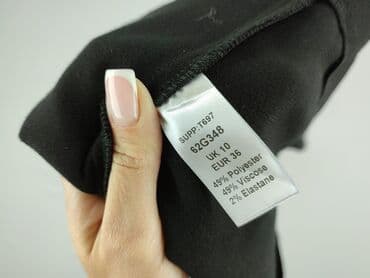 SUPP:T697
62G348
UK 10
EUR 36
49% Polyester
49% Viscose
2% Elastane